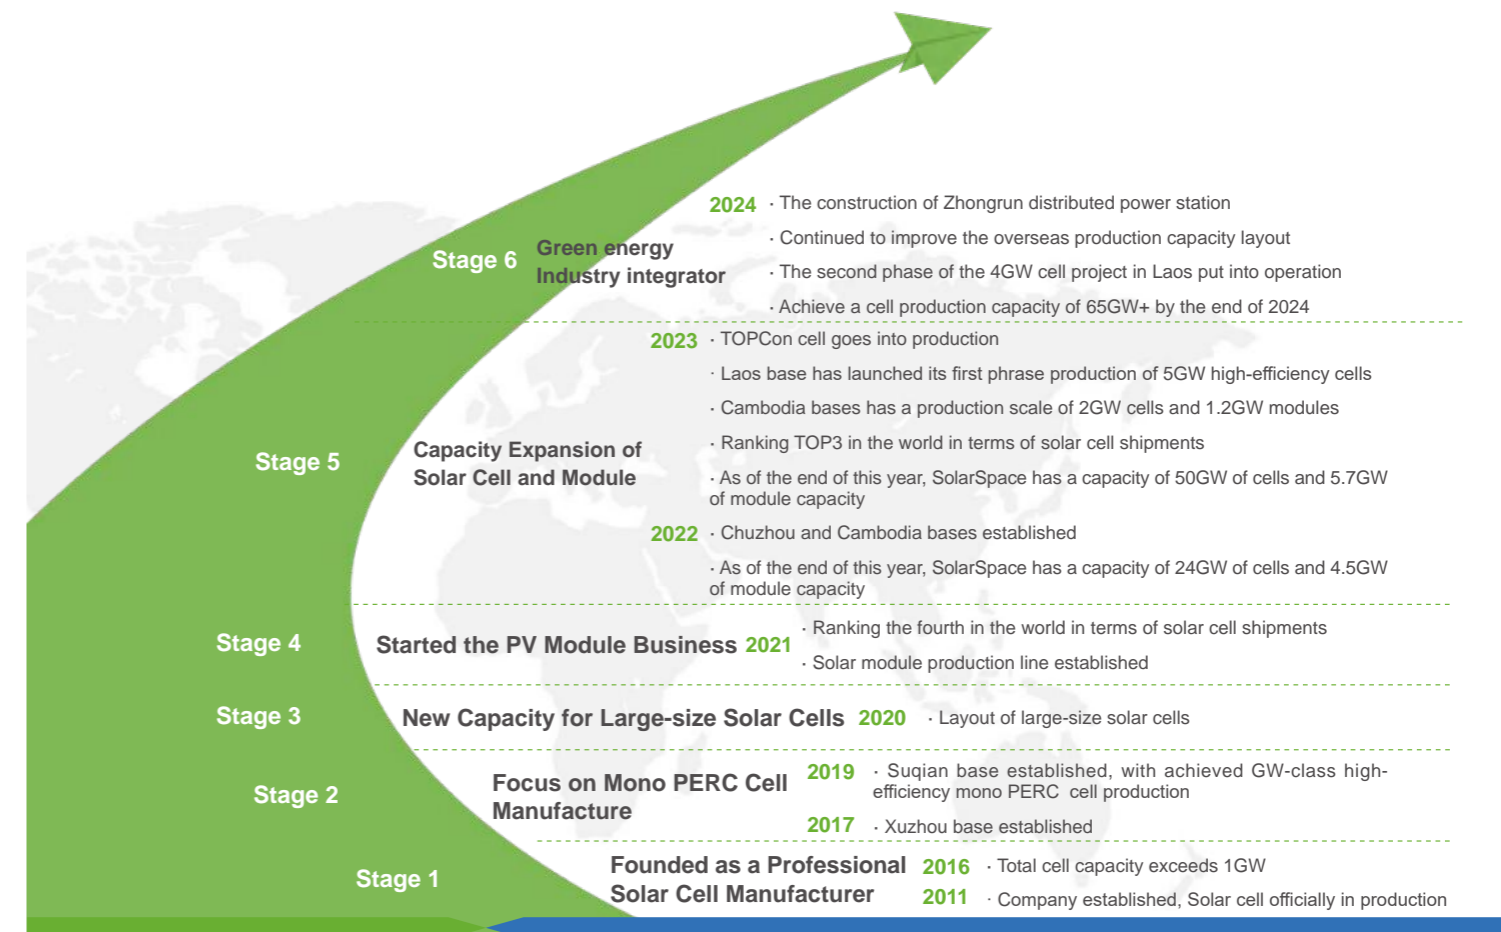 2024 · The construction of Zhongrun distributed power station
Stage 6
Green energy
Industry integrator
· Continued to improve the overseas production capacity layout
· The second phase of the 4GW cell project in Laos put into operation
· Achieve a cell production capacity of 65GW+ by the end of 2024
2023 · TOPCon cell goes into production
· Laos base has launched its first phrase production of 5GW high-efficiency cells
· Cambodia bases has a production scale of 2GW cells and 1.2GW modules
Stage 5
Capacity Expansion of
Solar Cell and Module
· Ranking TOP3 in the world in terms of solar cell shipments
· As of the end of this year, SolarSpace has a capacity of 50GW of cells and 5.7GW
of module capacity
2022 · Chuzhou and Cambodia bases established
· As of the end of this year, SolarSpace has a capacity of 24GW of cells and 4.5GW
of module capacity
Stage 4
Started the PV Module Business 2021
· Ranking the fourth in the world in terms of solar cell shipments
· Solar module production line established
Stage 3
New Capacity for Large-size Solar Cells 2020 · Layout of large-size solar cells
Stage 2
Focus on Mono PERC Cell
Manufacture
2019 · Suqian base established, with achieved GW-class high-
efficiency mono PERC cell production
2017 · Xuzhou base established
Stage 1
Founded as a Professional
Solar Cell Manufacturer
2016 · Total cell capacity exceeds 1GW
2011 · Company established, Solar cell officially in production